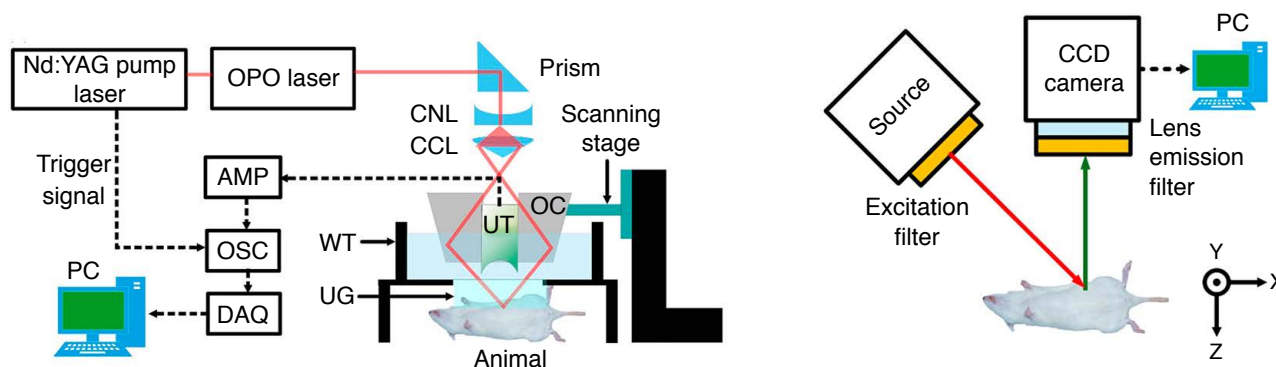 Nd:YAG pump
laser
OPO laser
Prism
CNL
CCL
Scanning
stage
Trigger
signal
AMP
OC
UT
WT
OSC
PC
UG
DAQ
Animal
Source
CCD
camera
PC
Lens
emission
filter
Excitation
filter
Y
X
Z